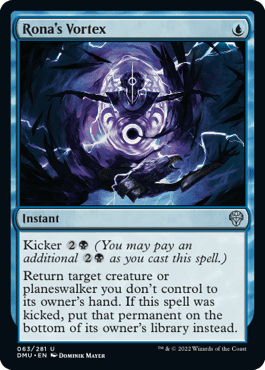 Rona's Vortex
Instant
Kicker 2 (You may pay an
additional 2 as you cast this spell.)
Return target creature or
planeswalker you don't control to
its owner's hand. If this spell was
kicked, put that permanent on the
bottom of its owner's library instead.
063/281 U
DMU • EN DOMINIK MAYER
™ & © 2022 Wizards of the Coast